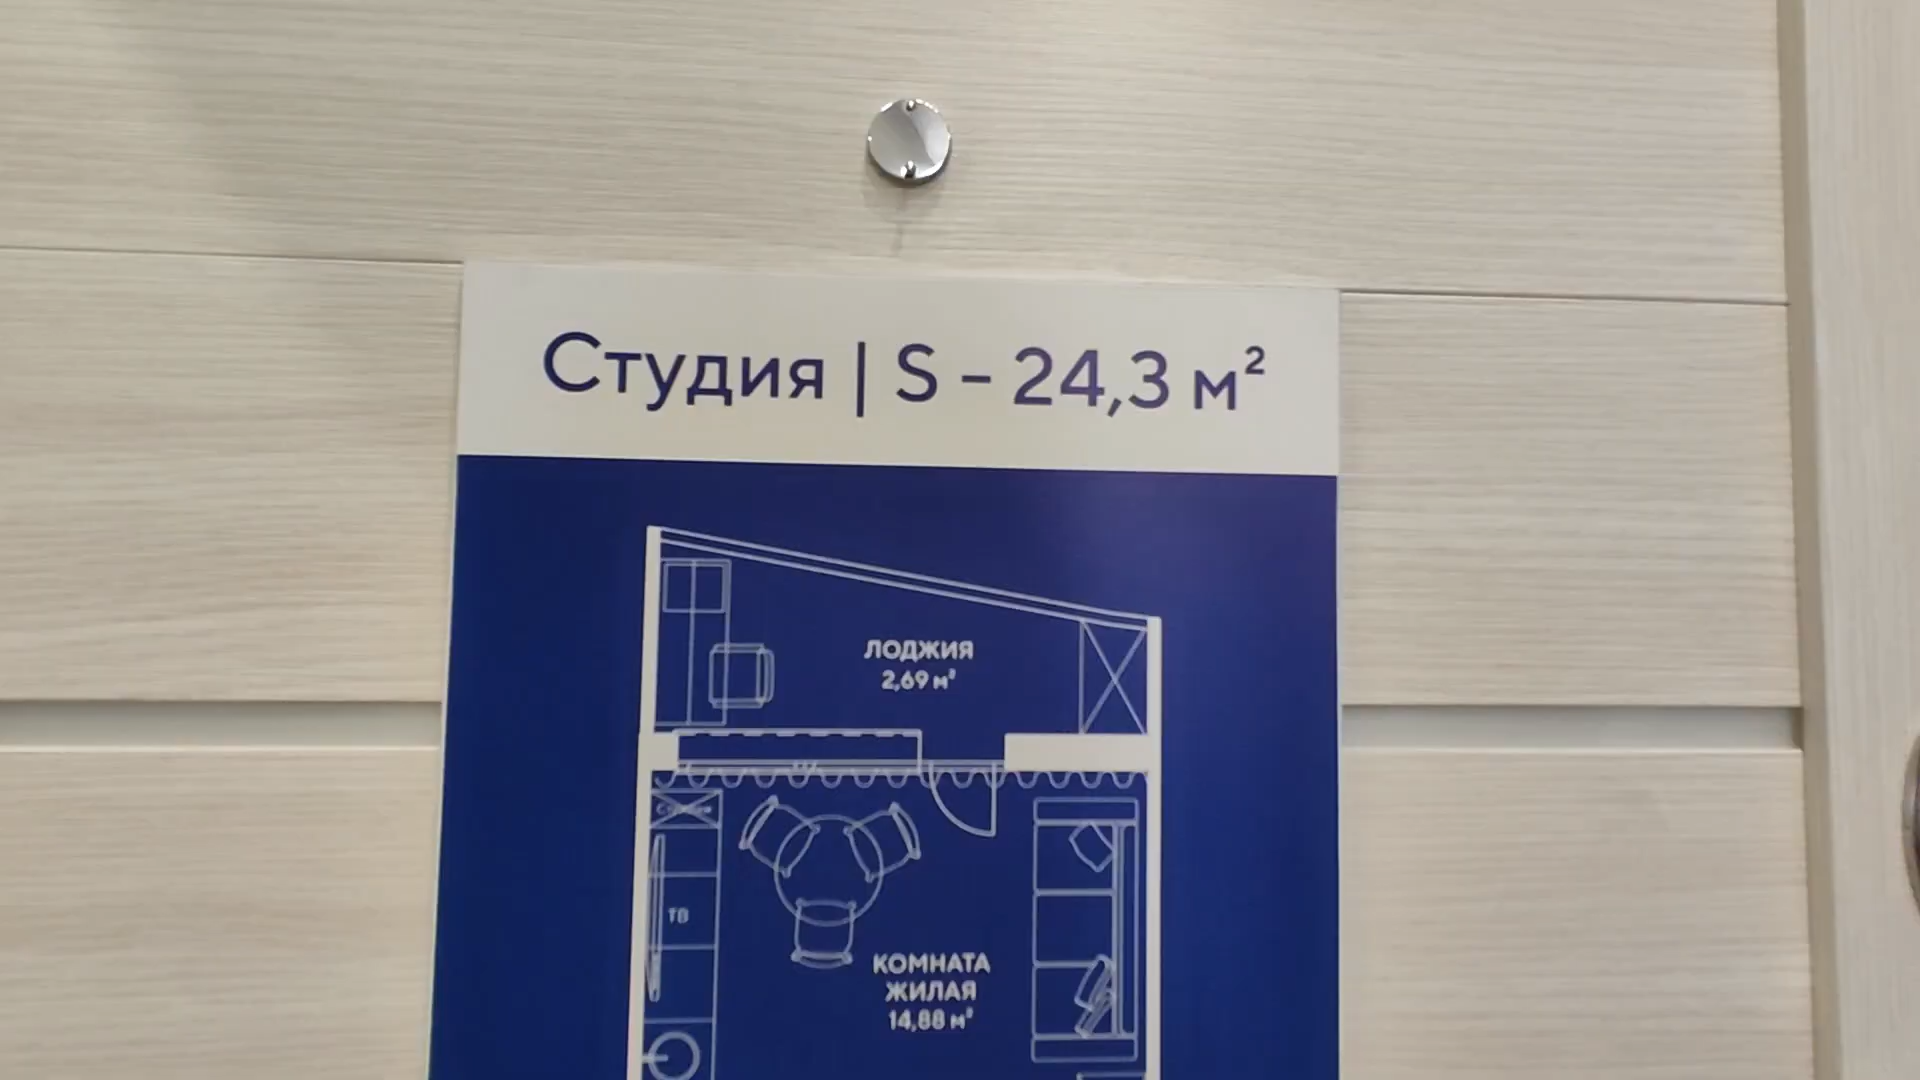 Студия | S – 24,3 м²
ЛОДЖИЯ
2,69 м²
ТВ
КОМНАТА
ЖИЛАЯ
14,88 м²